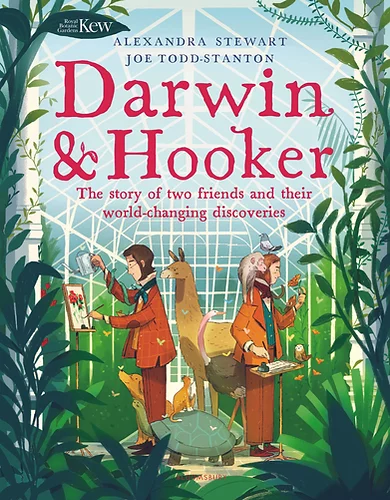 Royal
Botanic
Gardens
Kew
ALEXANDRA STEWART
JOE TODD-STANTON
Darwin
& Hooker
The story of two friends and their
world-changing discoveries
BLOOMSBURY